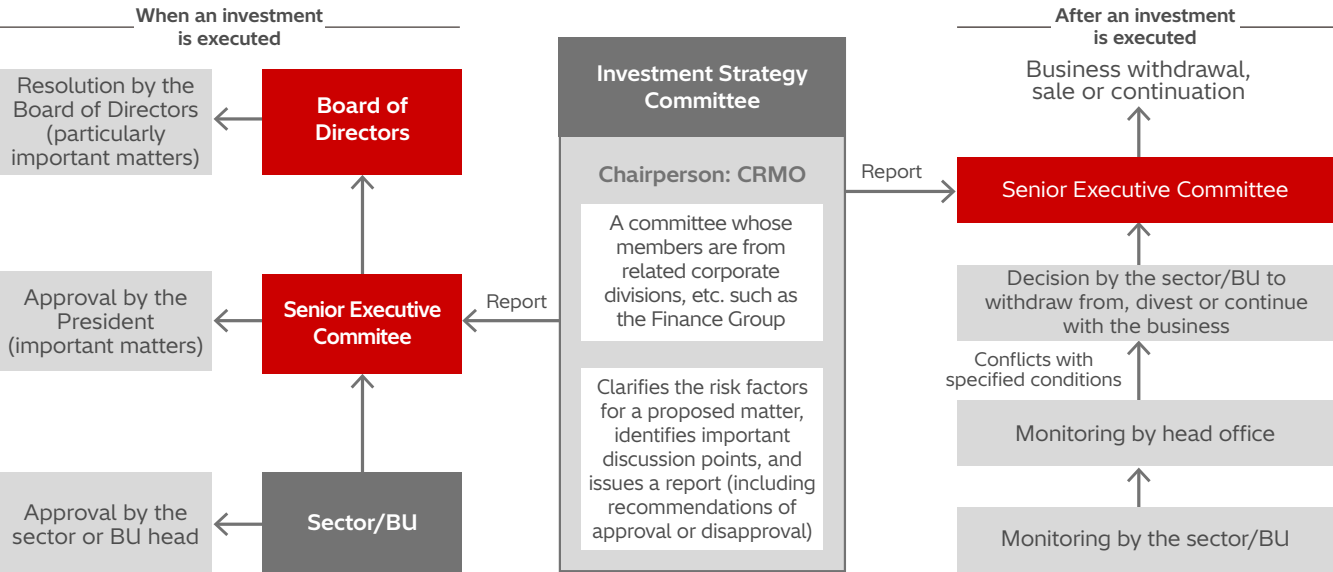 When an investment
is executed
Resolution by the
Board of Directors
(particularly
important matters)
Board of
Directors
Approval by the
President
(important matters)
Senior Executive
Commitee
Report
Approval by the
sector or BU head
Sector/BU
Investment Strategy
Committee
Chairperson: CRMO
A committee whose
members are from
related corporate
divisions, etc. such as
the Finance Group
Clarifies the risk factors
for a proposed matter,
identifies important
discussion points, and
issues a report (including
recommendations of
approval or disapproval)
Report
After an investment
is executed
Business withdrawal,
sale or continuation
Senior Executive Committee
Decision by the sector/BU to
withdraw from, divest or continue
with the business
Conflicts with
specified conditions
Monitoring by head office
Monitoring by the sector/BU